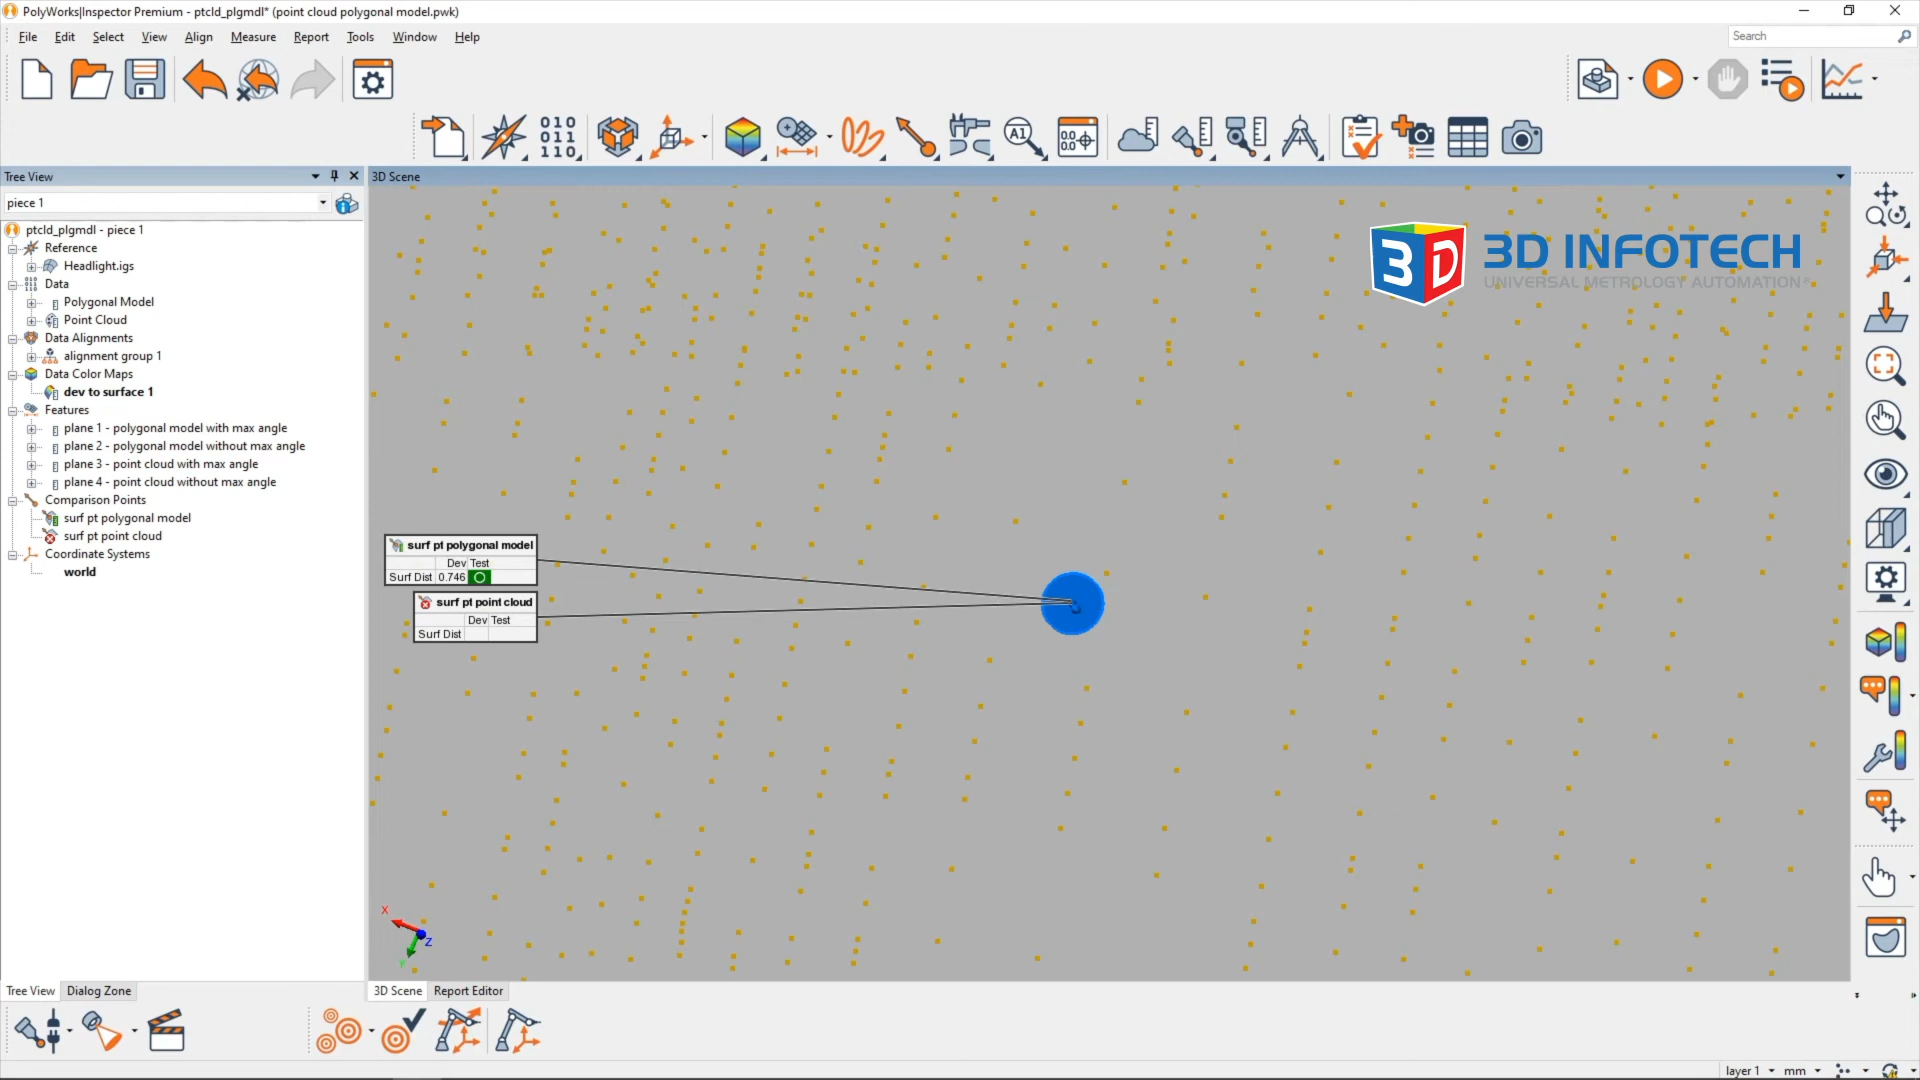 PolyWorks|Inspector Premium - ptcld_plgmdl* (point cloud polygonal model.pwk)
File Edit Select View Align Measure Report Tools Window Help
Search
010
011
110
A1
0.0
0.0
Tree View
3D Scene
piece 1
ptcld_plgmdl - piece 1
Reference
Headlight.igs
Data
Polygonal Model
Point Cloud
Data Alignments
alignment group 1
Data Color Maps
dev to surface 1
Features
plane 1 - polygonal model with max angle
plane 2 - polygonal model without max angle
plane 3 - point cloud with max angle
plane 4 - point cloud without max angle
Comparison Points
surf pt polygonal model
surf pt point cloud
Coordinate Systems
world
3D
3D INFOTECH
UNIVERSAL METROLOGY AUTOMATION®
surf pt polygonal model
Dev Test
Surf Dist 0.746
surf pt point cloud
Dev Test
Surf Dist
X
Z
Y
Tree View Dialog Zone
3D Scene Report Editor
layer 1 mm